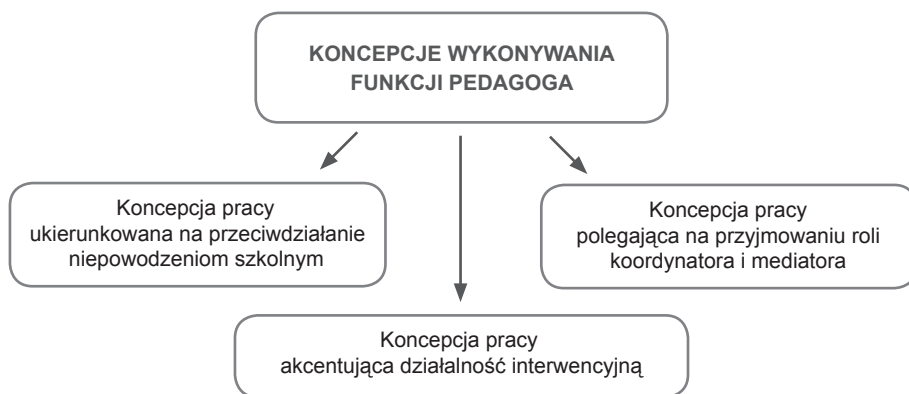 KONCEPCJE WYKONYWANIA
FUNKCJI PEDAGOGA
Koncepcja pracy
ukierunkowana na przeciwdziałanie
niepowodzeniom szkolnym
Koncepcja pracy
polegająca na przyjmowaniu roli
koordynatora i mediatora
Koncepcja pracy
akcentująca działalność interwencyjną